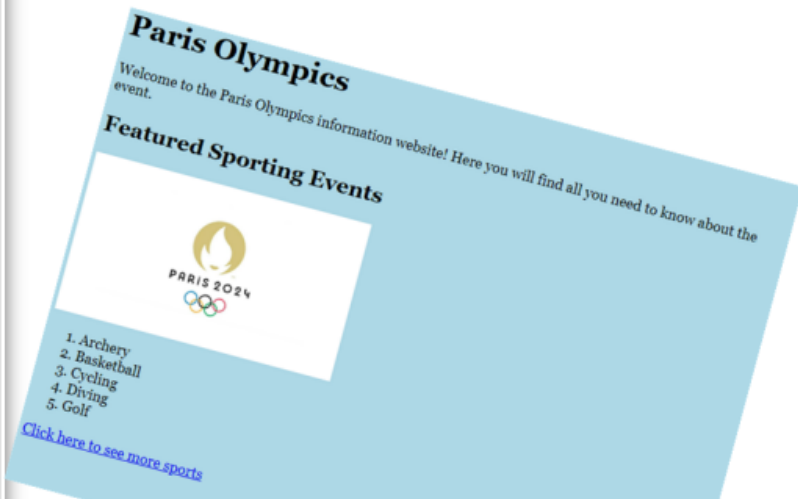 Paris Olympics
Welcome to the Paris Olympics information website! Here you will find all you need to know about the
event.
Featured Sporting Events
PARIS 2024
1. Archery
2. Basketball
3. Cycling
4. Diving
5. Golf
Click here to see more sports